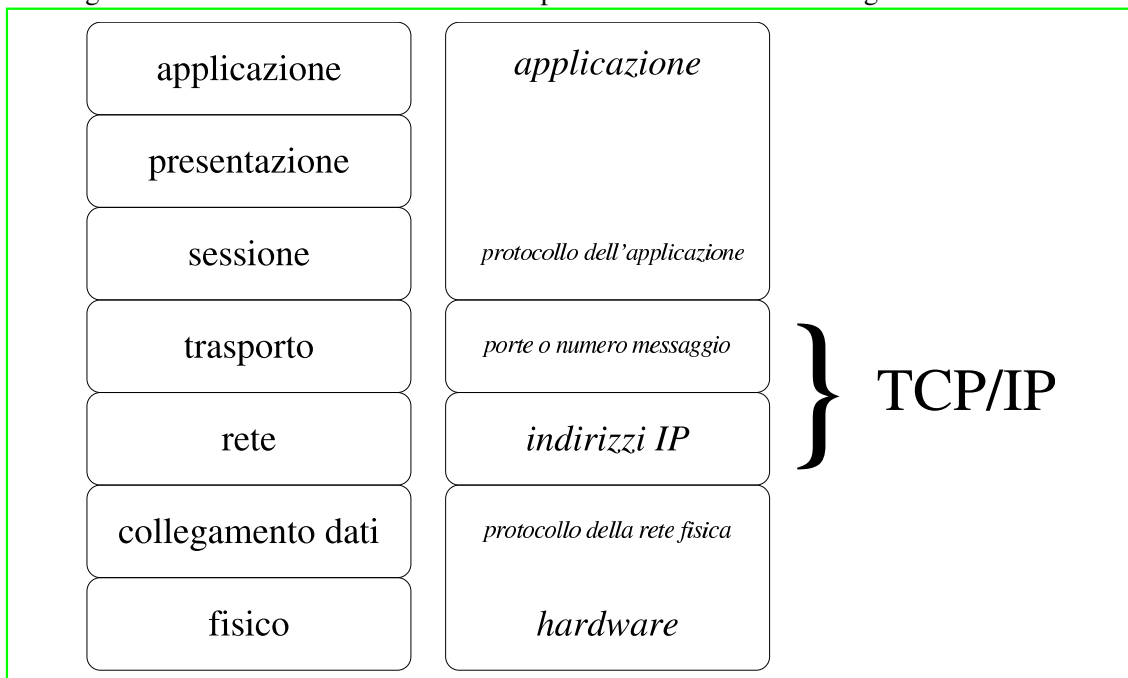 applicazione
presentazione
sessione
trasporto
rete
collegamento dati
fisico
applicazione
protocollo dell'applicazione
porte o numero messaggio
indirizzi IP
protocollo della rete fisica
hardware
} TCP/IP